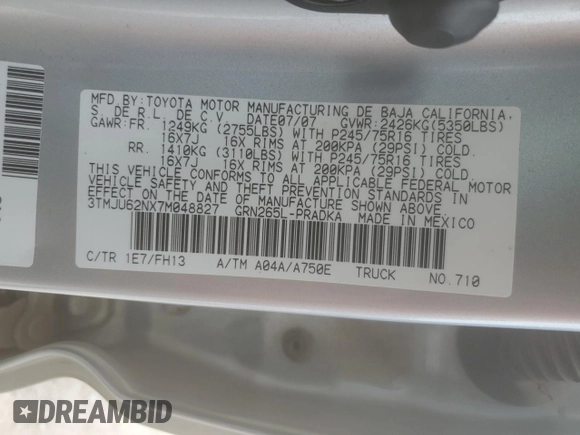 MFD. BY: TOYOTA MOTOR MANUFACTURING DE BAJA CALIFORNIA,
S. DE R.L. DE C.V. DATE07/07 GVWR: 2426KG(5350LBS)
GAWR:FR. 1249KG (2755LBS) WITH P245/75R16 TIRES
16X7J 16X RIMS AT 200KPA (29PSI) COLD.
RR. 1410KG (3110LBS) WITH P245/75R16 TIRES
16X7J 16X RIMS AT 200KPA (29PSI) COLD.
THIS VEHICLE CONFORMS TO ALL APPLICABLE FEDERAL MOTOR
VEHICLE SAFETY AND THEFT PREVENTION STANDARDS IN
EFFECT ON THE DATE OF MANUFACTURE SHOWN ABOVE.
3TMJU62NX7M048827 GRN265L-PRADKA MADE IN MEXICO
C/TR 1E7/FH13 A/TM A04A/A750E TRUCK NO.710
DREAMBID